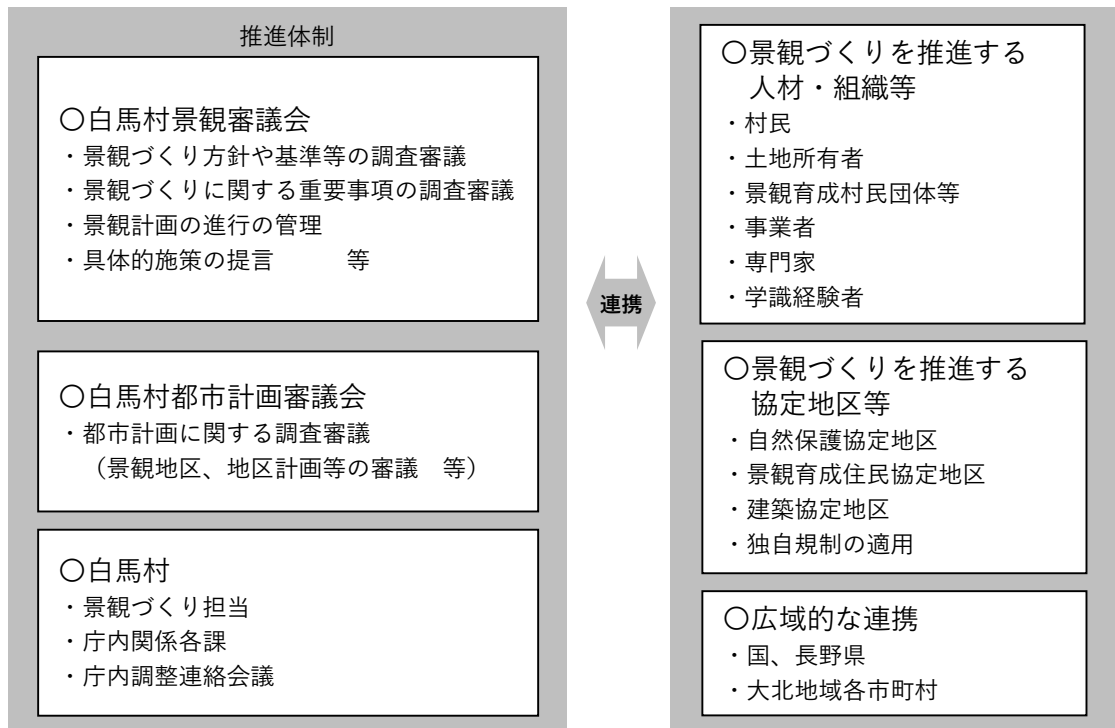 推進体制
〇白馬村景観審議会
・景観づくり方針や基準等の調査審議
・景観づくりに関する重要事項の調査審議
・景観計画の進行の管理
・具体的施策の提言　　　等
〇白馬村都市計画審議会
・都市計画に関する調査審議
（景観地区、地区計画等の審議　等）
〇白馬村
・景観づくり担当
・庁内関係各課
・庁内調整連絡会議
連携
〇景観づくりを推進する
人材・組織等
・村民
・土地所有者
・景観育成村民団体等
・事業者
・専門家
・学識経験者
〇景観づくりを推進する
協定地区等
・自然保護協定地区
・景観育成住民協定地区
・建築協定地区
・独自規制の適用
〇広域的な連携
・国、長野県
・大北地域各市町村